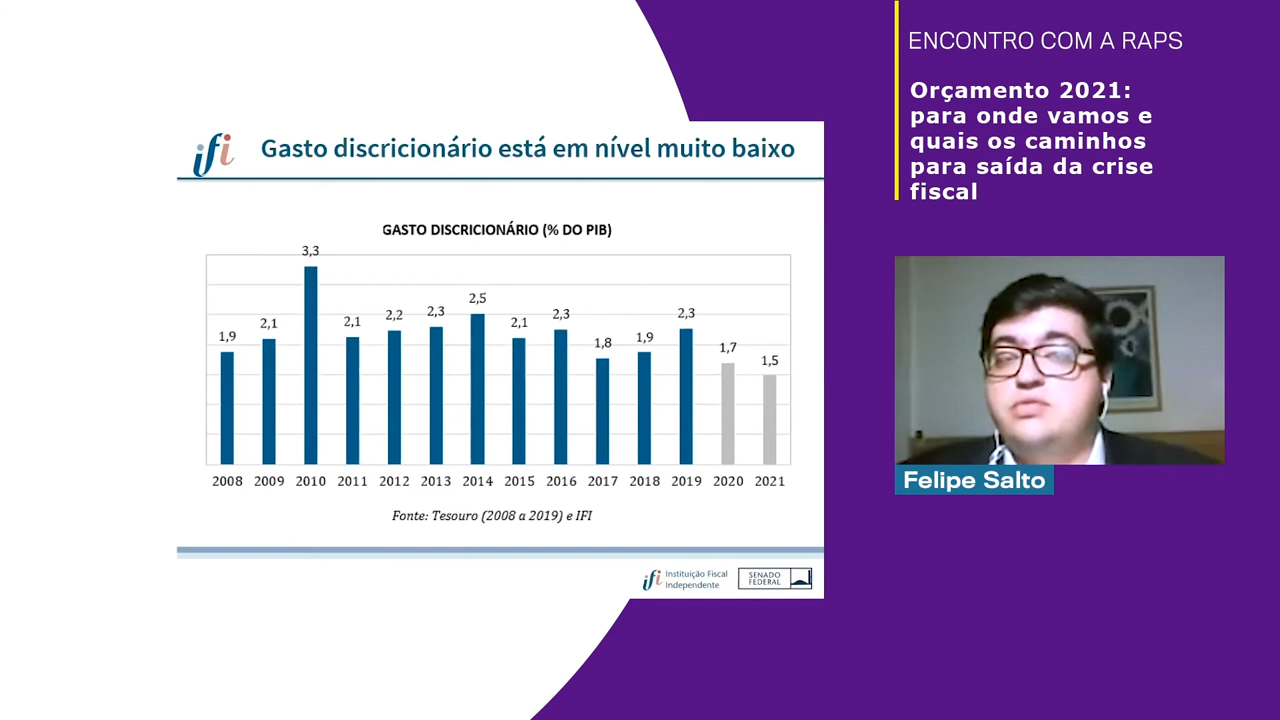 ENCONTRO COM A RAPS
Orçamento 2021:
para onde vamos e
quais os caminhos
para saída da crise
fiscal
ifi
Gasto discricionário está em nível muito baixo
GASTO DISCRICIONÁRIO (% DO PIB)
1,9 2,1 3,3 2,1 2,2 2,3 2,5 2,1 2,3 1,8 1,9 2,3 1,7 1,5
2008 2009 2010 2011 2012 2013 2014 2015 2016 2017 2018 2019 2020 2021
Fonte: Tesouro (2008 a 2019) e IFI
ifi
Instituição Fiscal
Independente
SENADO
FEDERAL
Felipe Salto